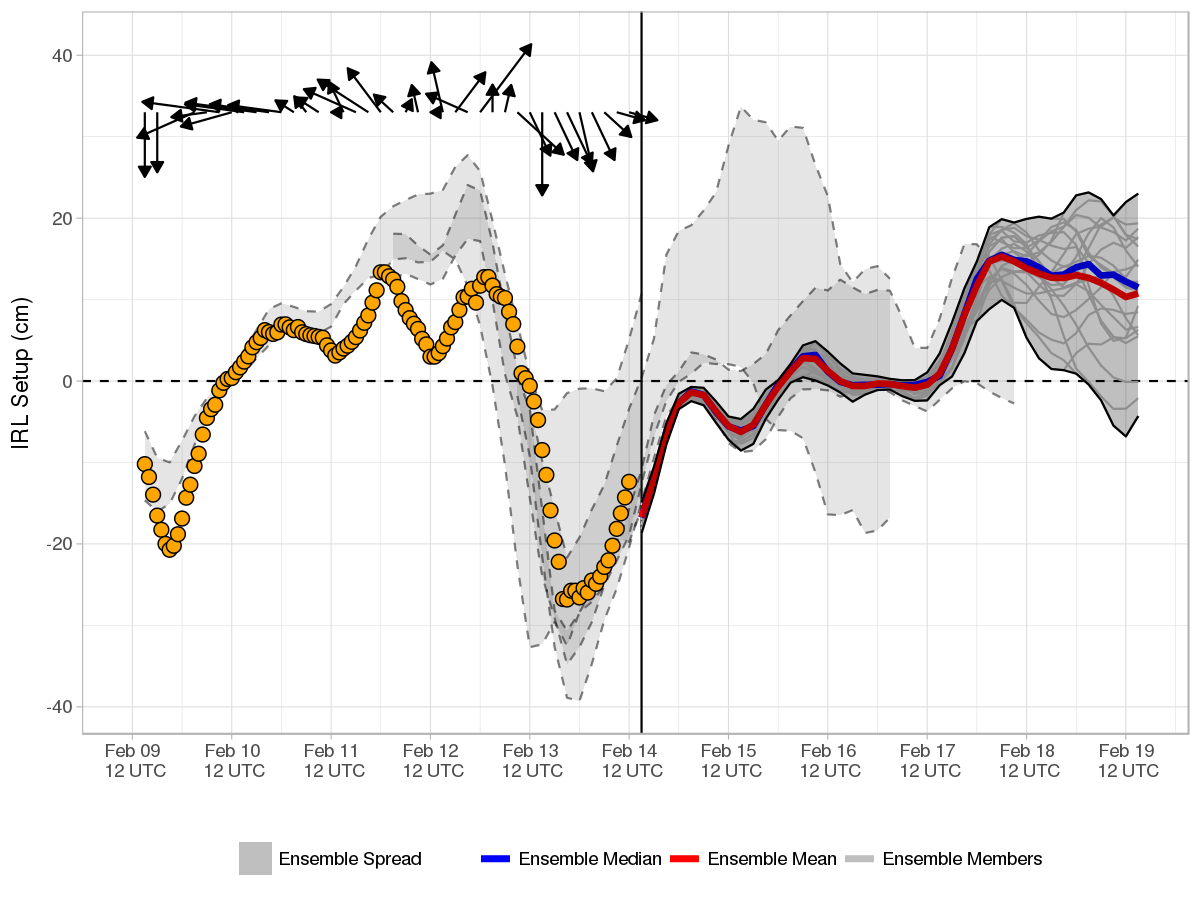 40
20
0
-20
-40
IRL Setup (cm)
Feb 09 Feb 10 Feb 11 Feb 12 Feb 13 Feb 14 Feb 15 Feb 16 Feb 17 Feb 18 Feb 19
12 UTC 12 UTC 12 UTC 12 UTC 12 UTC 12 UTC 12 UTC 12 UTC 12 UTC 12 UTC 12 UTC
Ensemble Spread Ensemble Median Ensemble Mean Ensemble Members